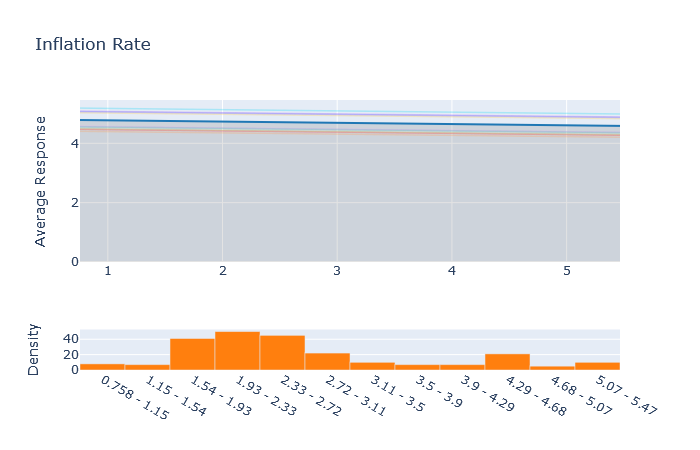 Inflation Rate
Average Response
4
2
0
1 2 3 4 5
Density
40
20
0
0.758 - 1.15
1.15 - 1.54
1.54 - 1.93
1.93 - 2.33
2.33 - 2.72
2.72 - 3.11
3.11 - 3.5
3.5 - 3.9
3.9 - 4.29
4.29 - 4.68
4.68 - 5.07
5.07 - 5.47